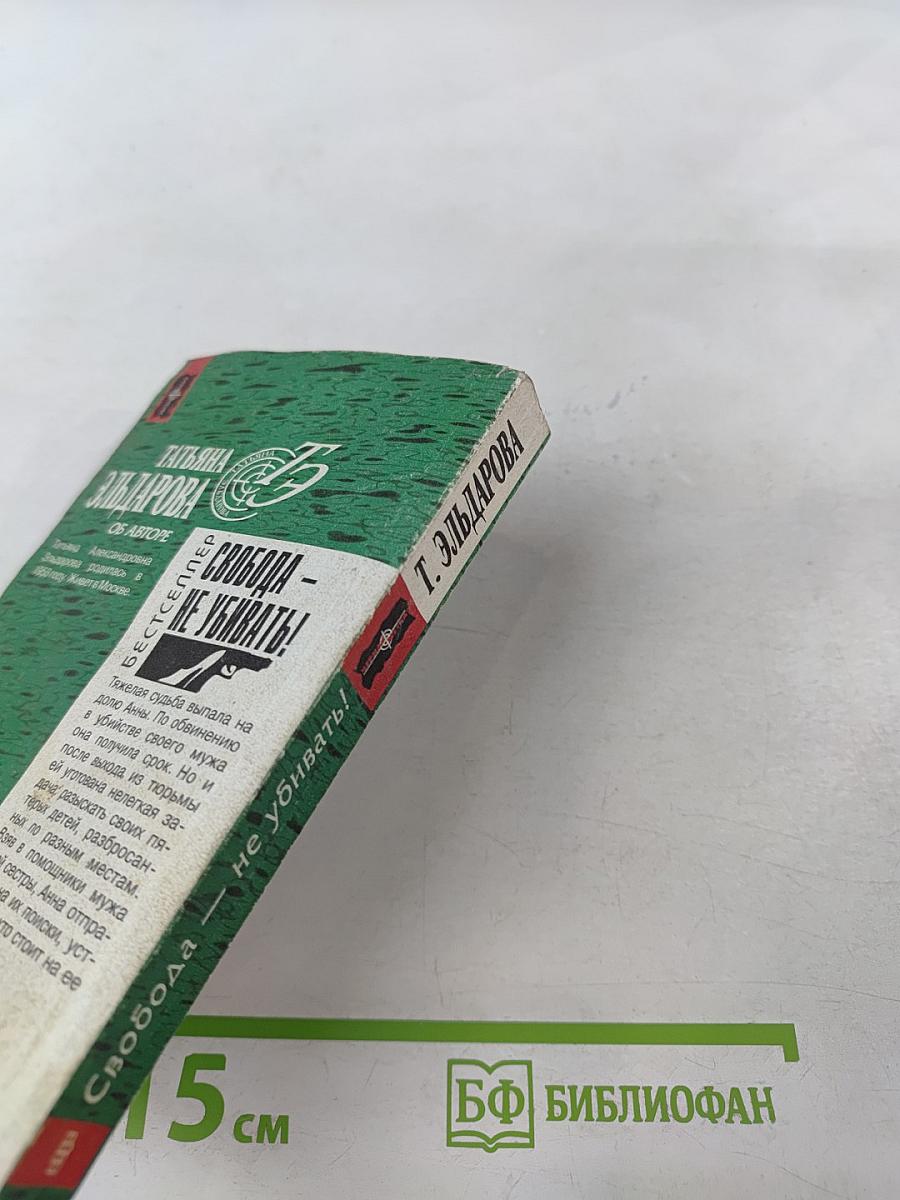 ТАТЬЯНА
ЭЛЬДАРОВА
ТЭ
ОБ АВТОРЕ
Татьяна Александровна
Эльдарова родилась в
Живет в Москве.
БЕСТСЕЛЛЕР
СВОБОДА –
НЕ УБИВАТЬ!
Тяжелая судьба выпала на
долю Анны. По обвинению
в убийстве своего мужа
она получила срок. Но и
после выхода из тюрьмы
ей уготована нелегкая за-
дача: разыскать своих пя-
терых детей, разбросан-
ных по разным местам.
Взяв в помощники мужа
сестры, Анна отпра-
на их поиски, уст-
кто стоит на ее
Т. ЭЛЬДАРОВА
Свобода — не убивать!
15 см
БФ БИБЛИОФАН